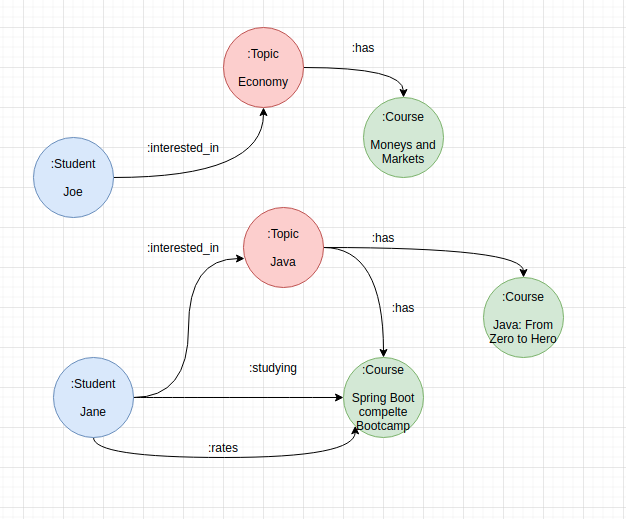 :Topic
Economy
:has
:Course
Moneys and
Markets
:interested_in
:Student
Joe
:Topic
Java
:interested_in
:has
:has
:Course
Java: From
Zero to Hero
:Student
Jane
:studying
:Course
Spring Boot
compelte
Bootcamp
:rates